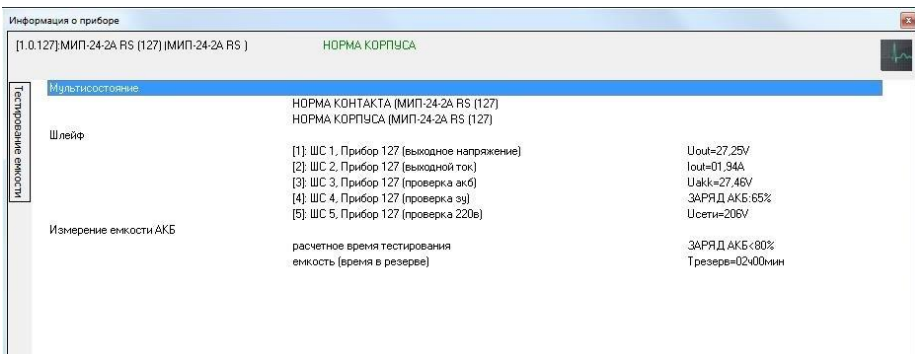 Информация о приборе
[1.0.127]:МИП-24-2А RS (127) (МИП-24-2А RS ) НОРМА КОРПУСА
Тестирование емкости
Мультисостояние
НОРМА КОНТАКТА (МИП-24-2А RS (127)
НОРМА КОРПУСА (МИП-24-2А RS (127)
Шлейф
[1]: ШС 1, Прибор 127 (выходное напряжение) Uout=27,25V
[2]: ШС 2, Прибор 127 (выходной ток) Iout=01,94A
[3]: ШС 3, Прибор 127 (проверка акб) Uakk=27,46V
[4]: ШС 4, Прибор 127 (проверка зу) ЗАРЯД АКБ:65%
[5]: ШС 5, Прибор 127 (проверка 220в) Uсети=206V
Измерение емкости АКБ
расчетное время тестирования ЗАРЯД АКБ<80%
емкость (время в резерве) Трезерв=02ч00мин